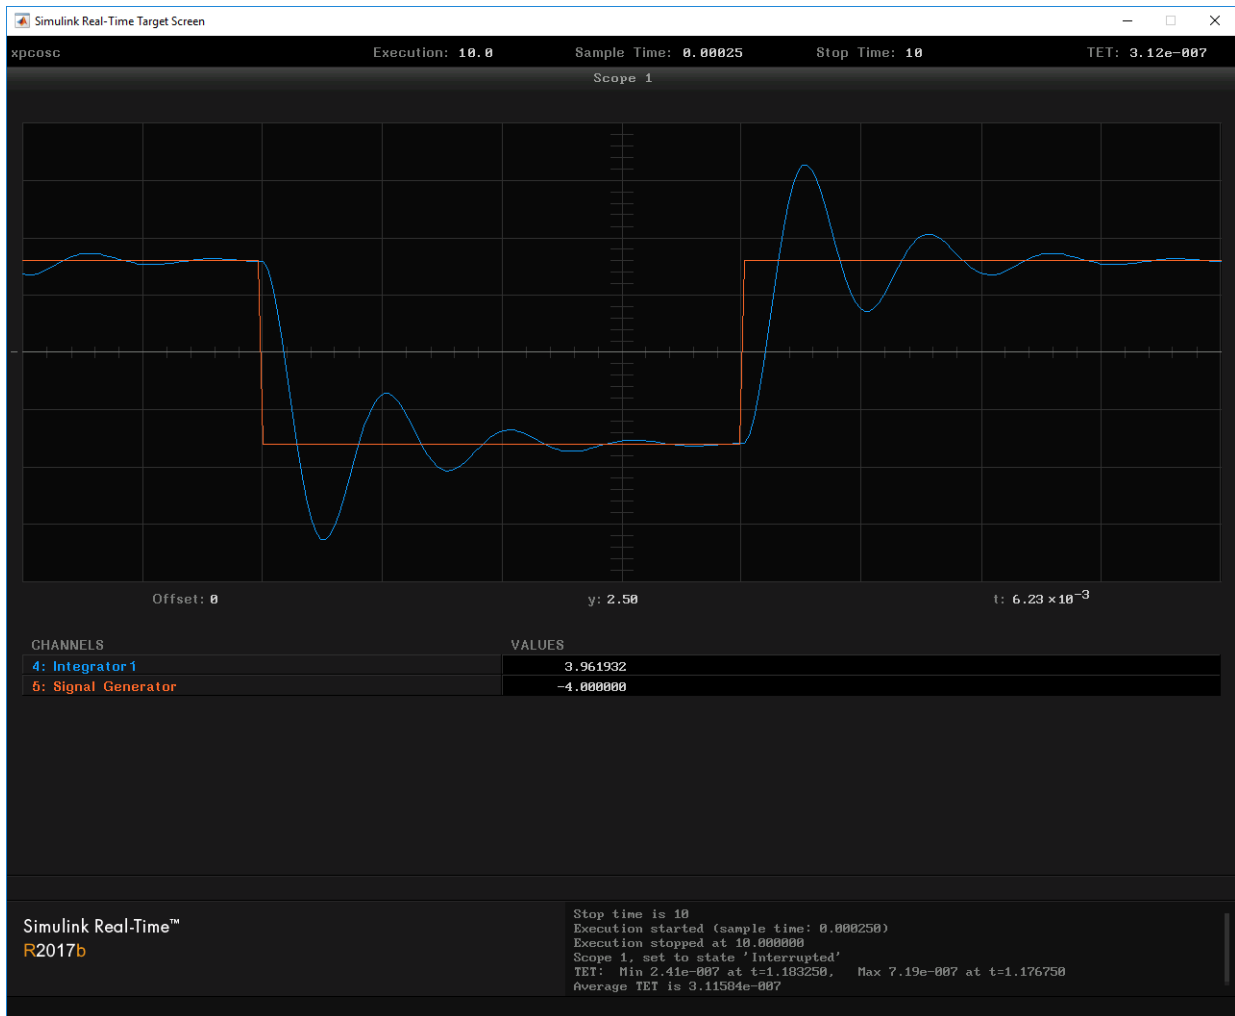 Simulink Real-Time Target Screen
xpcosc Execution: 10.0 Sample Time: 0.00025 Stop Time: 10 TET: 3.12e-007
Scope 1
Offset: 0 y: 2.50 t: 6.23 ×10⁻³
CHANNELS VALUES
4: Integrator1 3.961932
5: Signal Generator -4.000000
Simulink Real-Time™
R2017b
Stop time is 10
Execution started (sample time: 0.000250)
Execution stopped at 10.000000
Scope 1, set to state 'Interrupted'
TET: Min 2.41e-007 at t=1.183250, Max 7.19e-007 at t=1.176750
Average TET is 3.11584e-007